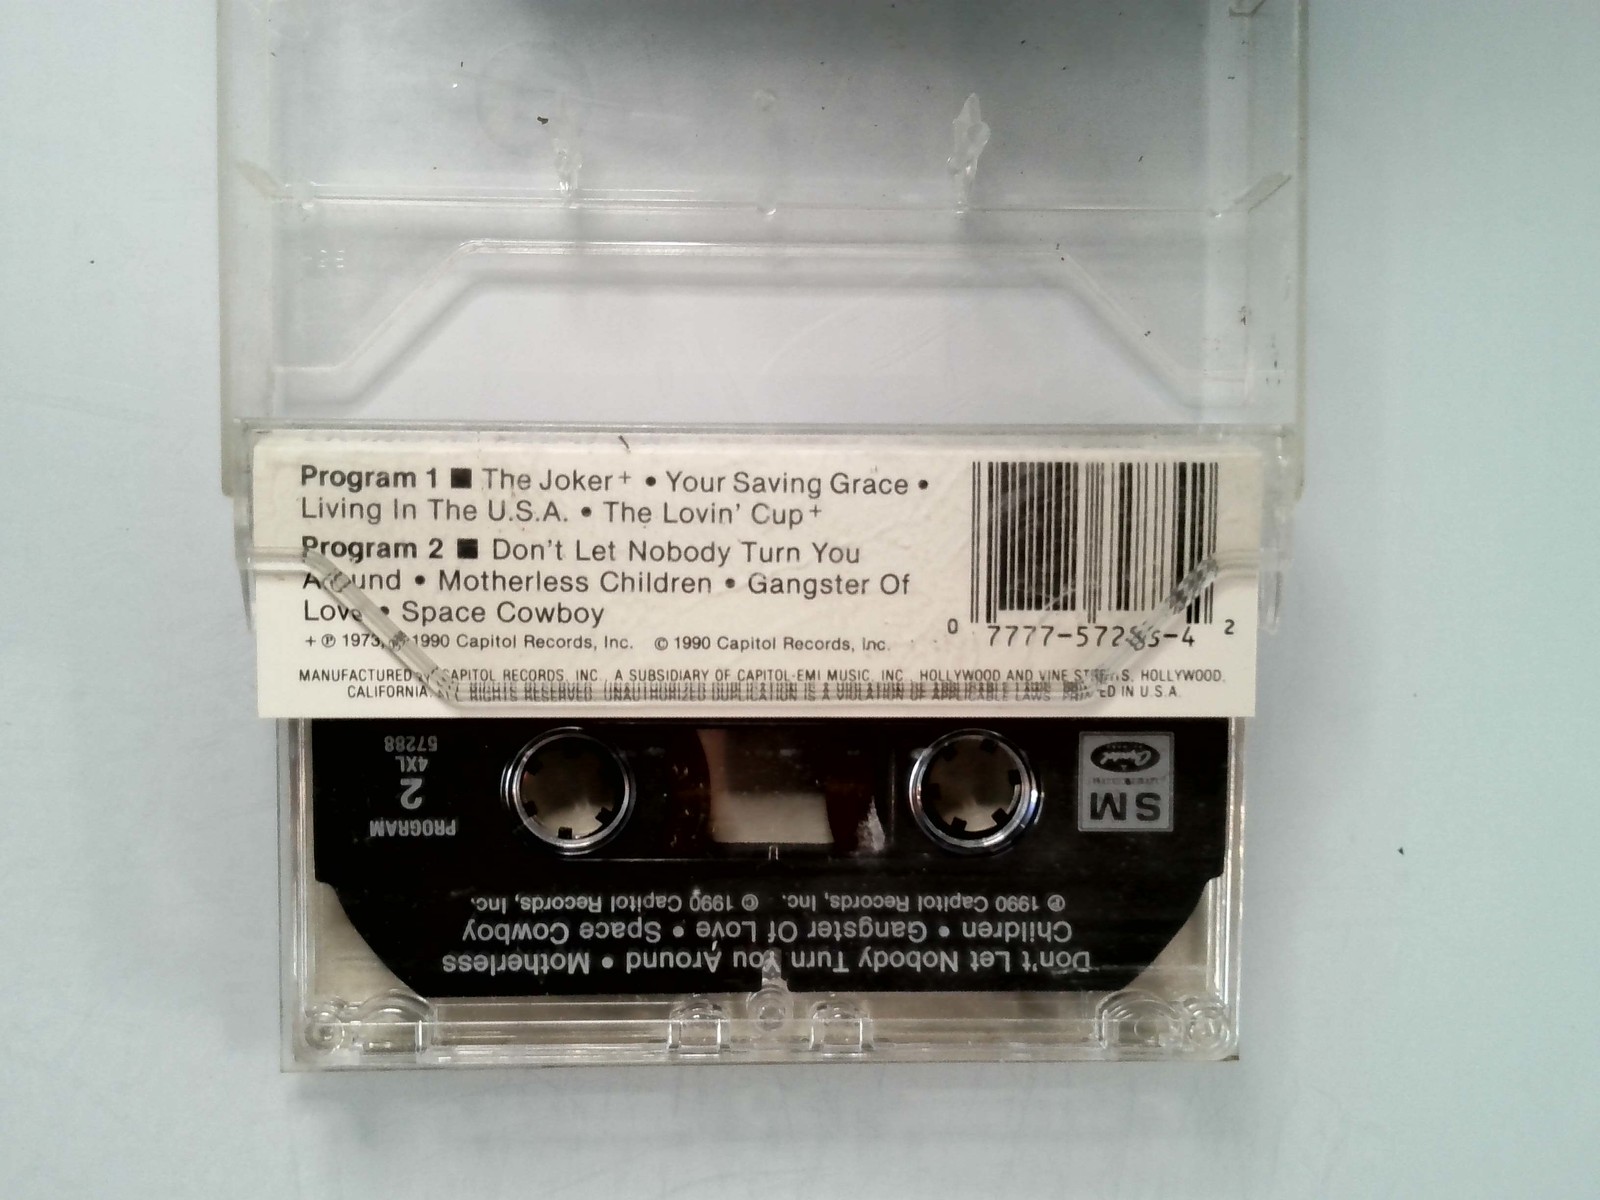 Program 1 ■ The Joker+ • Your Saving Grace •
Living In The U.S.A. • The Lovin' Cup+
Program 2 ■ Don't Let Nobody Turn You
Around • Motherless Children • Gangster Of
Love • Space Cowboy
+ ℗ 1973, ℗ 1990 Capitol Records, Inc. © 1990 Capitol Records, Inc.
0 7777-57288-4 2
MANUFACTURED BY CAPITOL RECORDS, INC., A SUBSIDIARY OF CAPITOL-EMI MUSIC, INC., HOLLYWOOD AND VINE STREETS, HOLLYWOOD,
CALIFORNIA. ALL RIGHTS RESERVED. UNAUTHORIZED DUPLICATION IS A VIOLATION OF APPLICABLE LAWS. PRINTED IN U.S.A.
SM
Capitol
PROGRAM
2
4XL
57288
Don't Let Nobody Turn You Around • Motherless
Children • Gangster Of Love • Space Cowboy
℗ 1990 Capitol Records, Inc. © 1990 Capitol Records, Inc.